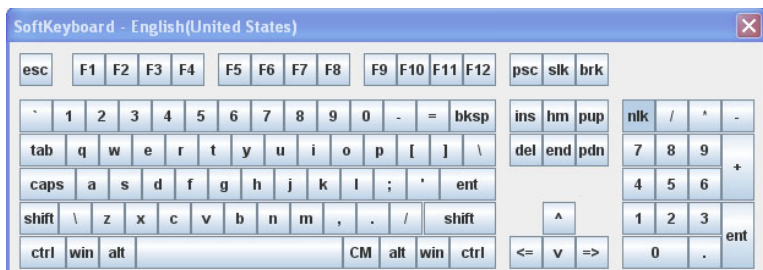 SoftKeyboard - English(United States)
esc F1 F2 F3 F4 F5 F6 F7 F8 F9 F10 F11 F12 psc slk brk
` 1 2 3 4 5 6 7 8 9 0 - = bksp ins hm pup nlk / * -
tab q w e r t y u i o p [ ] \ del end pdn 7 8 9 +
caps a s d f g h j k l ; ' ent 4 5 6
shift \ z x c v b n m , . / shift ^ 1 2 3 ent
ctrl win alt CM alt win ctrl <= v => 0 .